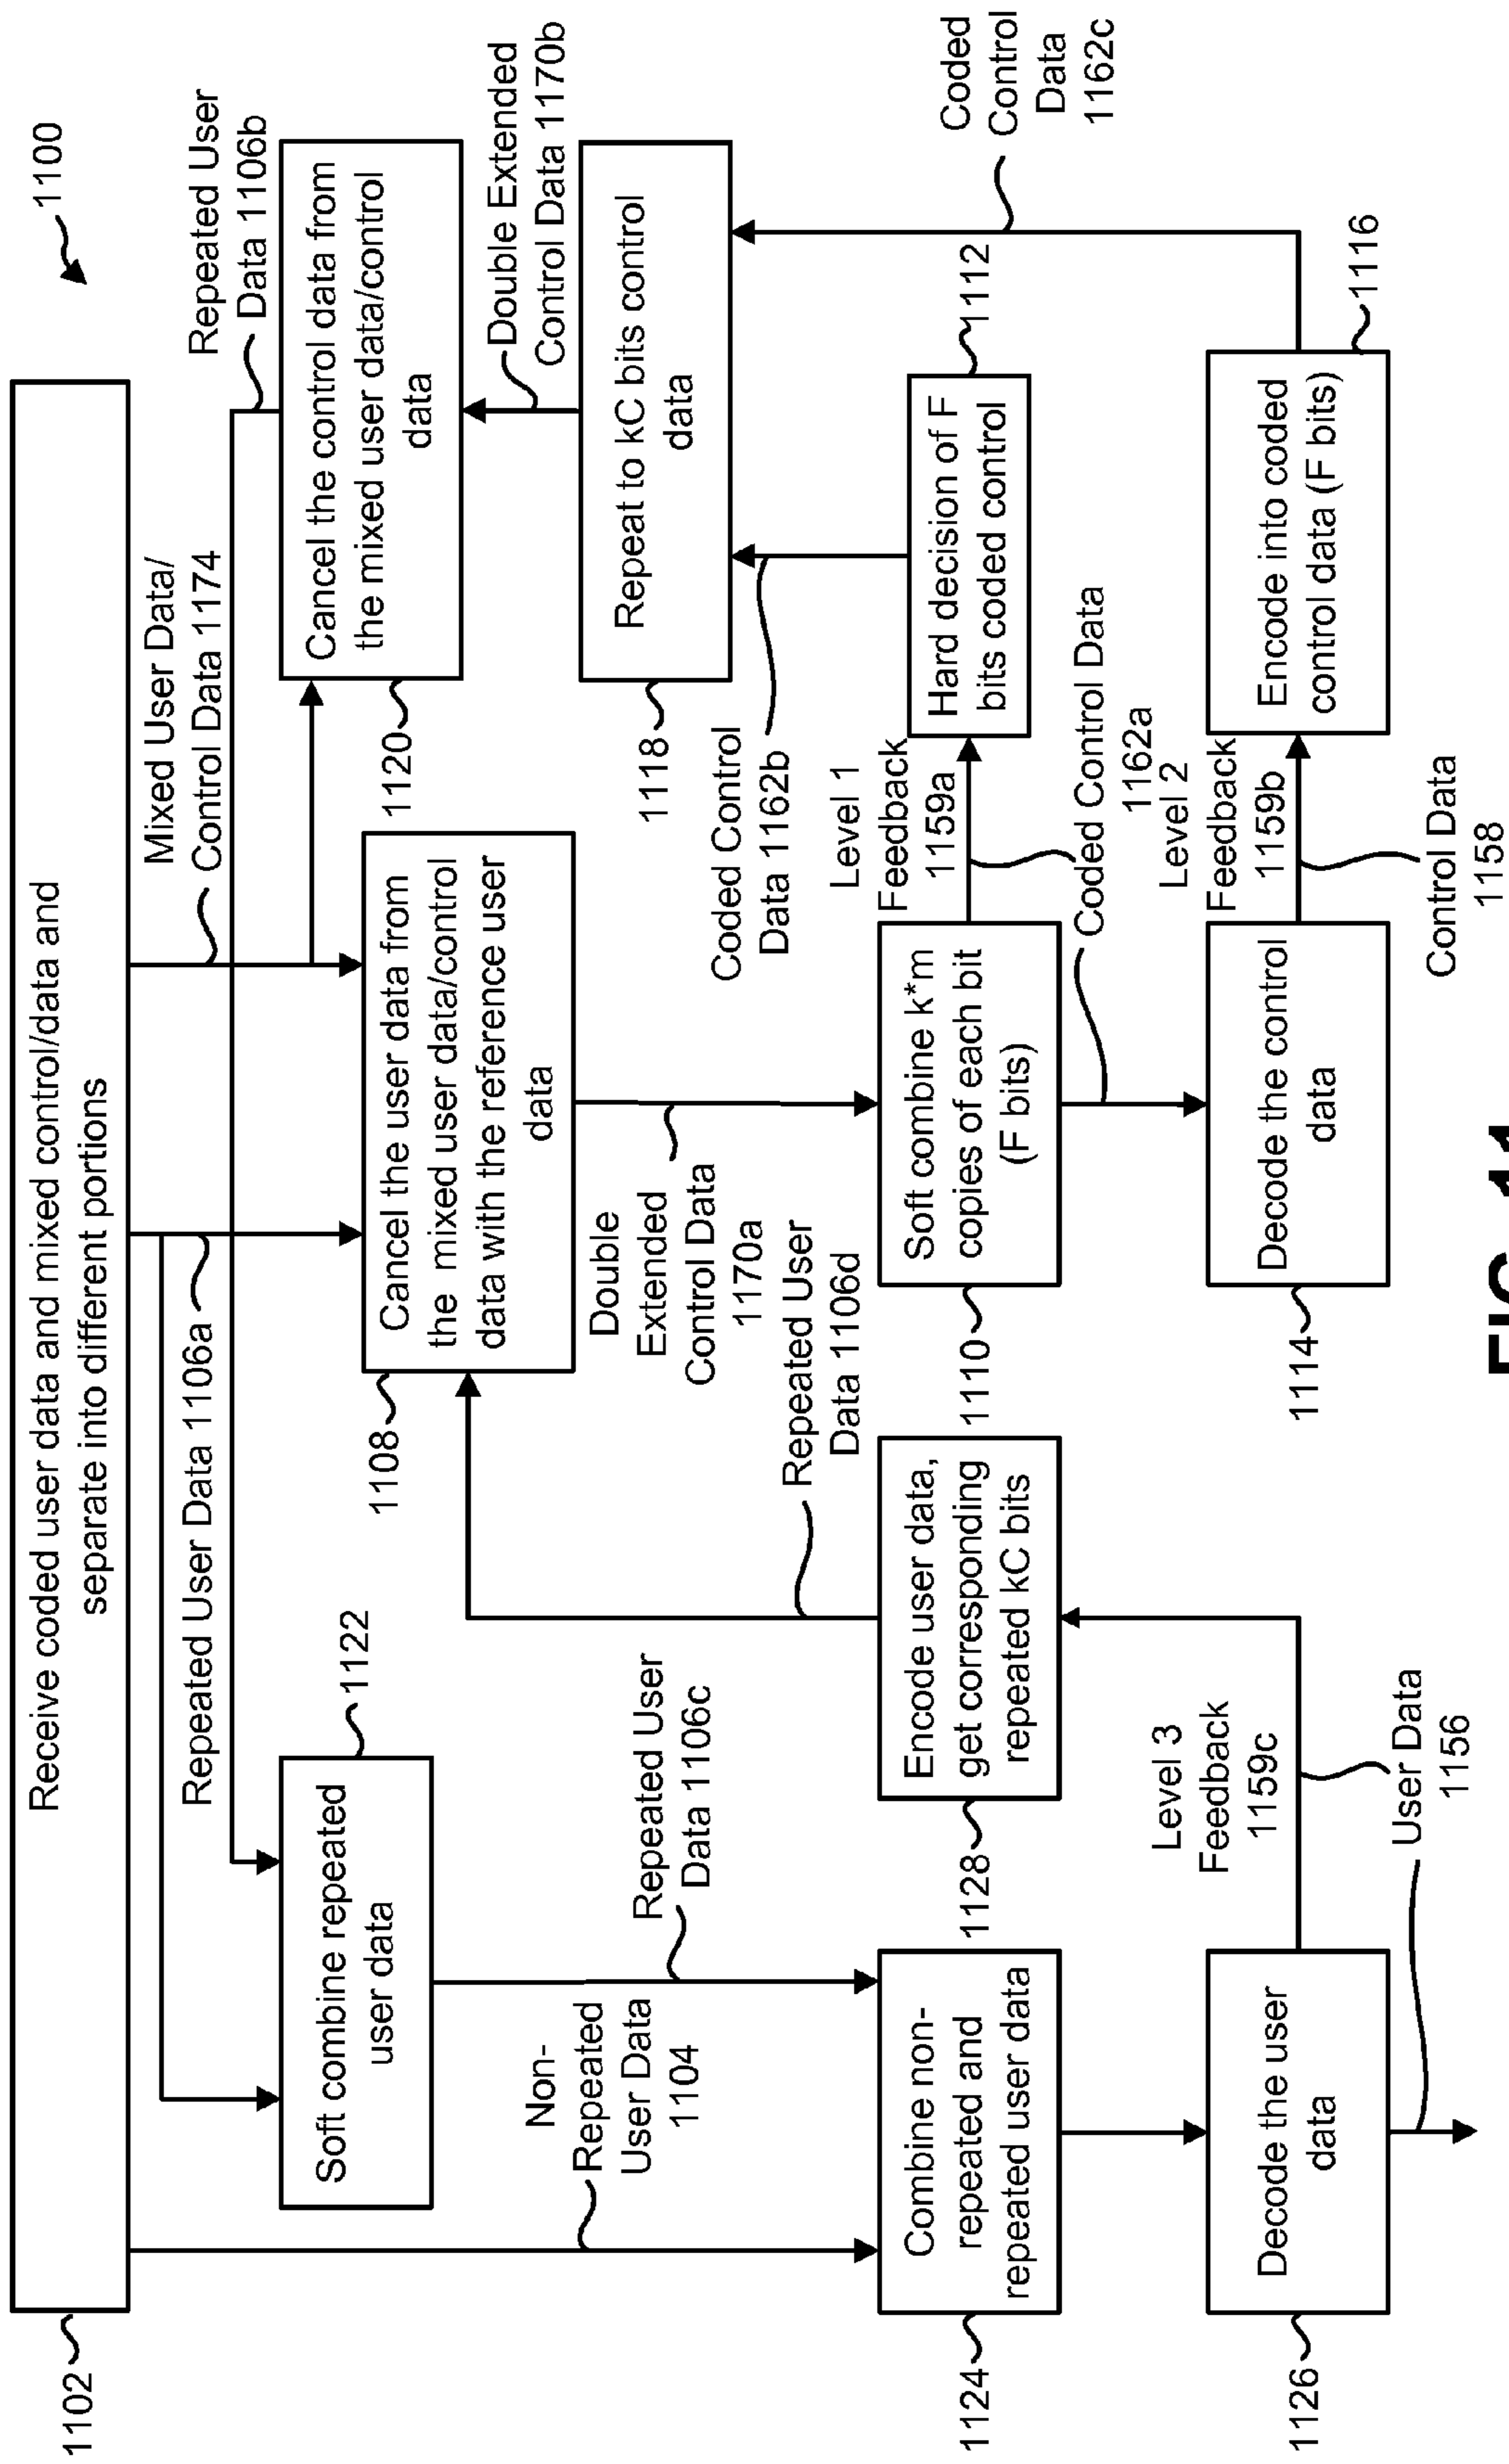 1100
Receive coded user data and mixed control/data and
separate into different portions
1102
Repeated User Data 1106a
Mixed User Data/
Control Data 1174
Repeated User
Data 1106b
Soft combine repeated
user data
1122
Cancel the user data from
the mixed user data/control
data with the reference user
data
1108
Cancel the control data from
the mixed user data/control
data
1120
Double Extended
Control Data 1170b
Repeat to kC bits control
data
1118
Non-
Repeated
User Data
1104
Repeated User
Data 1106c
Repeated User
Data 1106d
Double
Extended
Control Data
1170a
Coded Control
Data 1162b
Coded
Control
Data
1162c
Combine non-
repeated and
repeated user data
1124
Encode user data,
get corresponding
repeated kC bits
1128
Soft combine k*m
copies of each bit
(F bits)
1110
Level 1
Feedback
1159a
Hard decision of F
bits coded control
1112
Coded Control Data
1162a
Level 3
Feedback
1159c
Level 2
Feedback
1159b
Decode the user
data
1126
Decode the control
data
1114
Encode into coded
control data (F bits)
1116
User Data
1156
Control Data
1158
FIG. 11